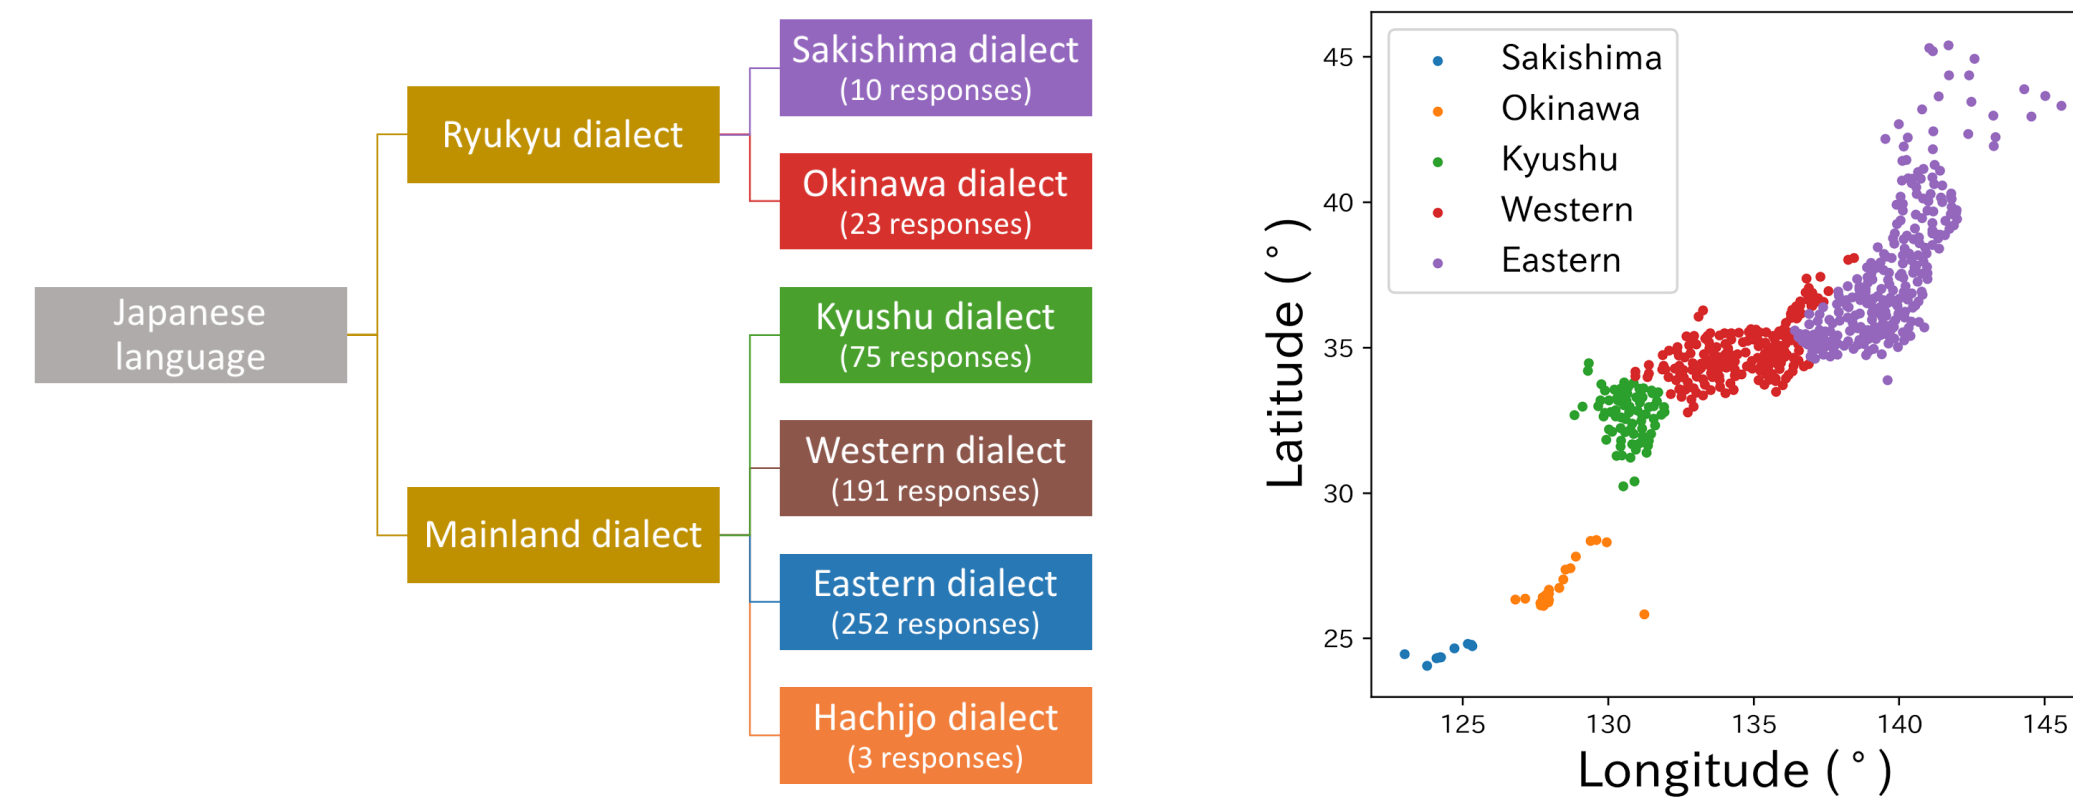 Japanese
language
Ryukyu dialect
Mainland dialect
Sakishima dialect
(10 responses)
Okinawa dialect
(23 responses)
Kyushu dialect
(75 responses)
Western dialect
(191 responses)
Eastern dialect
(252 responses)
Hachijo dialect
(3 responses)
Latitude (°)
45
40
35
30
25
Sakishima
Okinawa
Kyushu
Western
Eastern
125 130 135 140 145
Longitude (°)